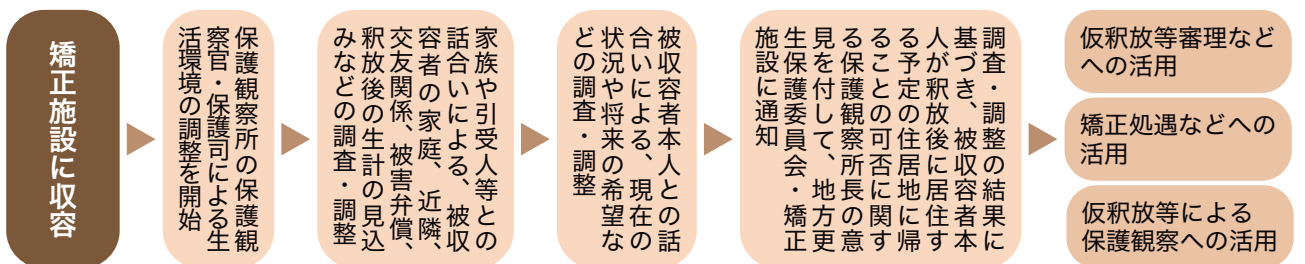 矯正施設に収容
保護観察所の保護観
察官・保護司による生
活環境の調整を開始
家族や引受人等との
話合いによる、被収
容者の家庭、近隣、
交友関係、被害弁償、
釈放後の生計の見込
みなどの調査・調整
被収容者本人との話
合いによる、現在の
状況や将来の希望な
どの調査・調整
調査・調整の結果に
基づき、被収容者本
人が釈放後に居住す
る予定の住居地に帰
ることの可否に関す
る保護観察所長の意
見を付して、地方更
生保護委員会・矯正
施設に通知
仮釈放等審理など
への活用
矯正処遇などへの
活用
仮釈放等による
保護観察への活用